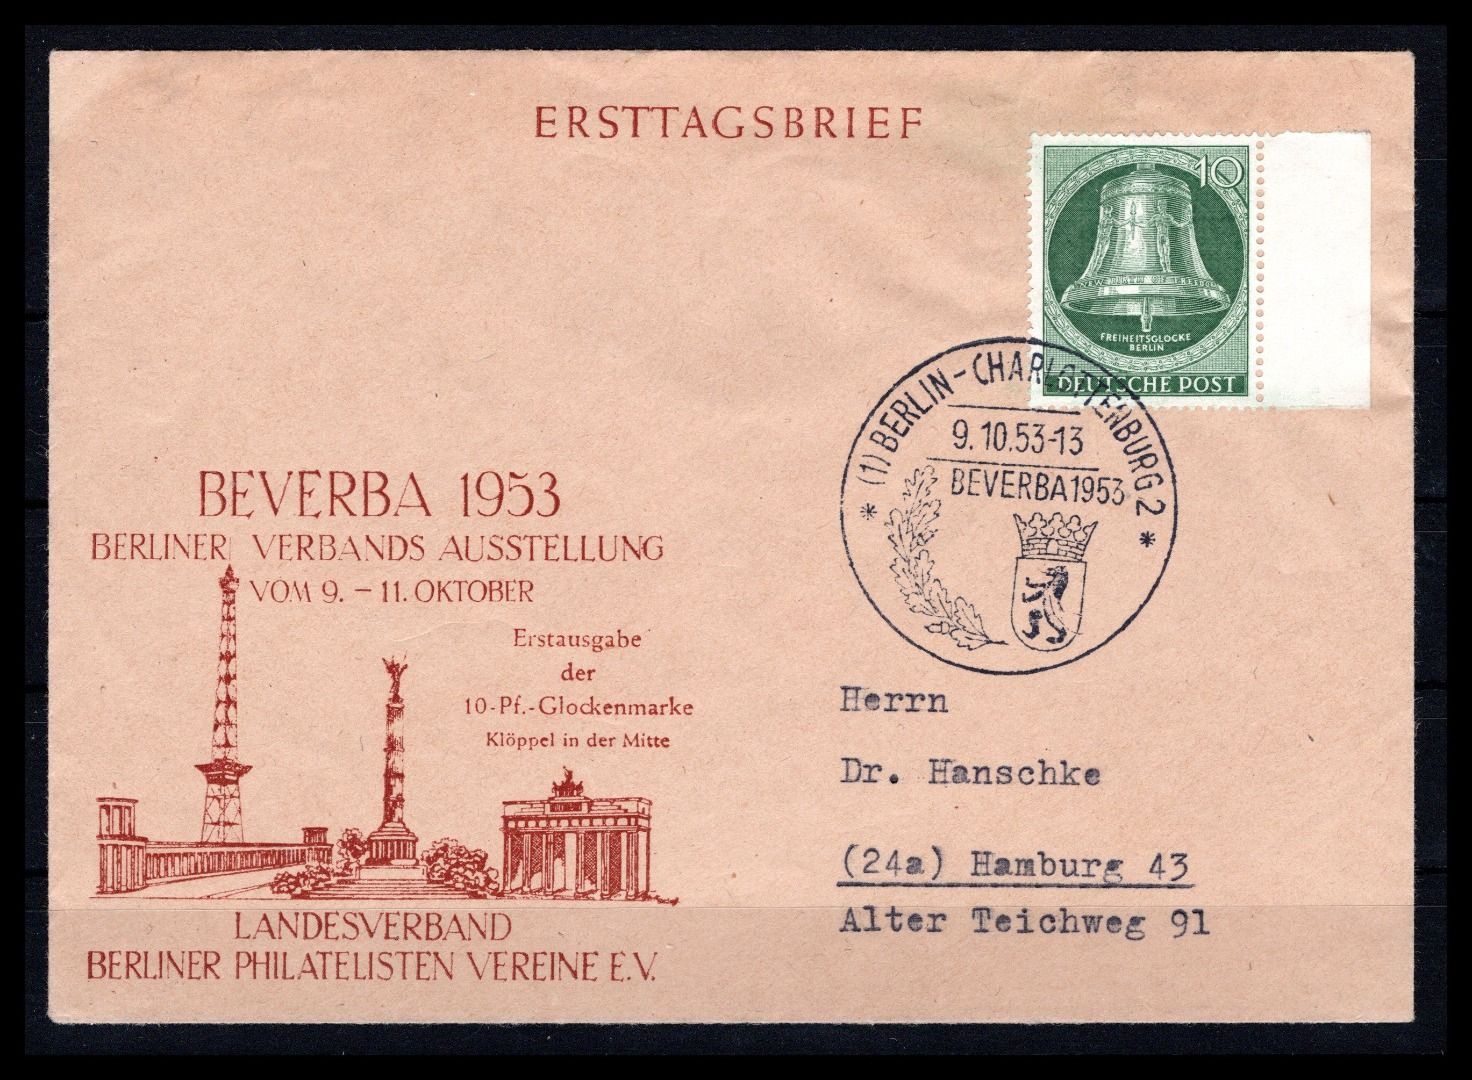 ERSTTAGSBRIEF
10
FREIHEITSGLOCKE
BERLIN
DEUTSCHE POST
(1) BERLIN-CHARLOTTENBURG 2
9.10.53-13
BEVERBA1953
* *
BEVERBA 1953
BERLINER VERBANDS AUSSTELLUNG
VOM 9. – 11. OKTOBER
Erstausgabe
der
10-Pf.-Glockenmarke
Klöppel in der Mitte
LANDESVERBAND
BERLINER PHILATELISTEN VEREINE E.V.
Herrn
Dr. Hanschke
(24a) Hamburg 43
Alter Teichweg 91